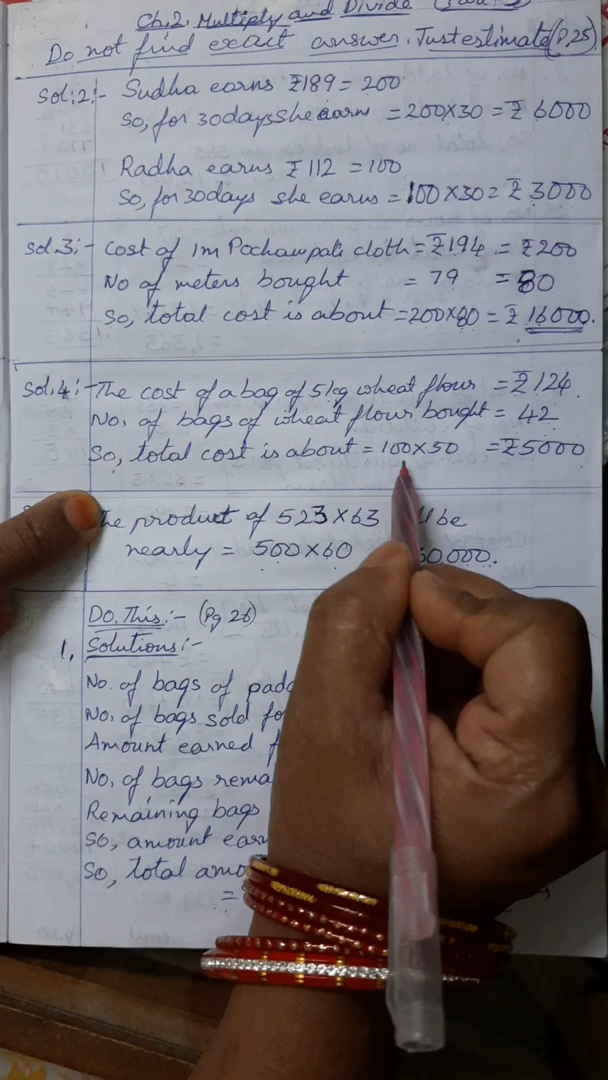 Ch.2. Multiply and Divide
Do not find exact answer. Just estimate (P.25)
Sol:2:- Sudha earns ₹189 = 200
So, for 30 days she earns = 200×30 = ₹6000
Radha earns ₹112 = 100
So, for 30 days she earns = 100×30 = ₹3000
Sol.3:- Cost of 1m Pochampali cloth = ₹194 = ₹200
No of meters bought = 79 = 80
So, total cost is about = 200×80 = ₹16000.
Sol.4:- The cost of a bag of 5kg wheat flour = ₹124.
No. of bags of wheat flour bought = 42
So, total cost is about = 100×50 = ₹5000
The product of 523×63 be
nearly = 500×60 30,000.
Do This:- (Pg 26)
1, Solutions:-
No. of bags of
No. of bags sold
Amount earned
No. of bags
Remaining bags
So, amount
So, total
=